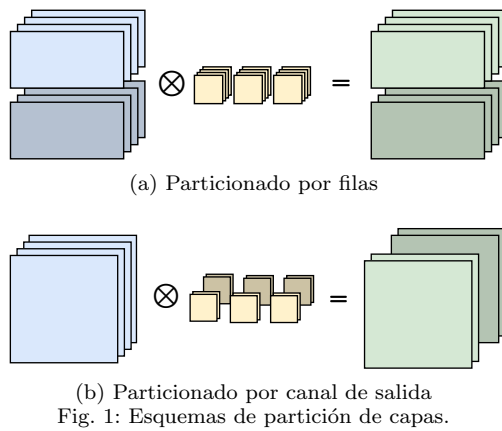 ⊗ =
(a) Particionado por filas
⊗ =
(b) Particionado por canal de salida
Fig. 1: Esquemas de partición de capas.